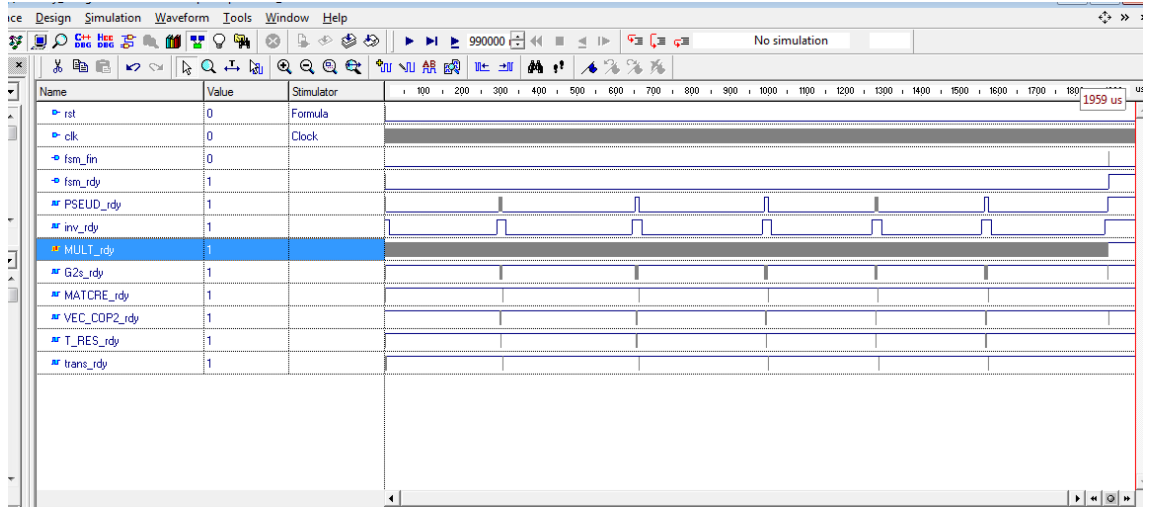 Design Simulation Waveform Tools Window Help
C++ DBG HCC DBG 990000 No simulation
Name Value Stimulator 100 200 300 400 500 600 700 800 900 1000 1100 1200 1300 1400 1500 1600 1700
1959 us
rst 0 Formula
clk 0 Clock
fsm_fin 0
fsm_rdy 1
PSEUD_rdy 1
inv_rdy 1
MULT_rdy 1
G2s_rdy 1
MATCRE_rdy 1
VEC_COP2_rdy 1
T_RES_rdy 1
trans_rdy 1